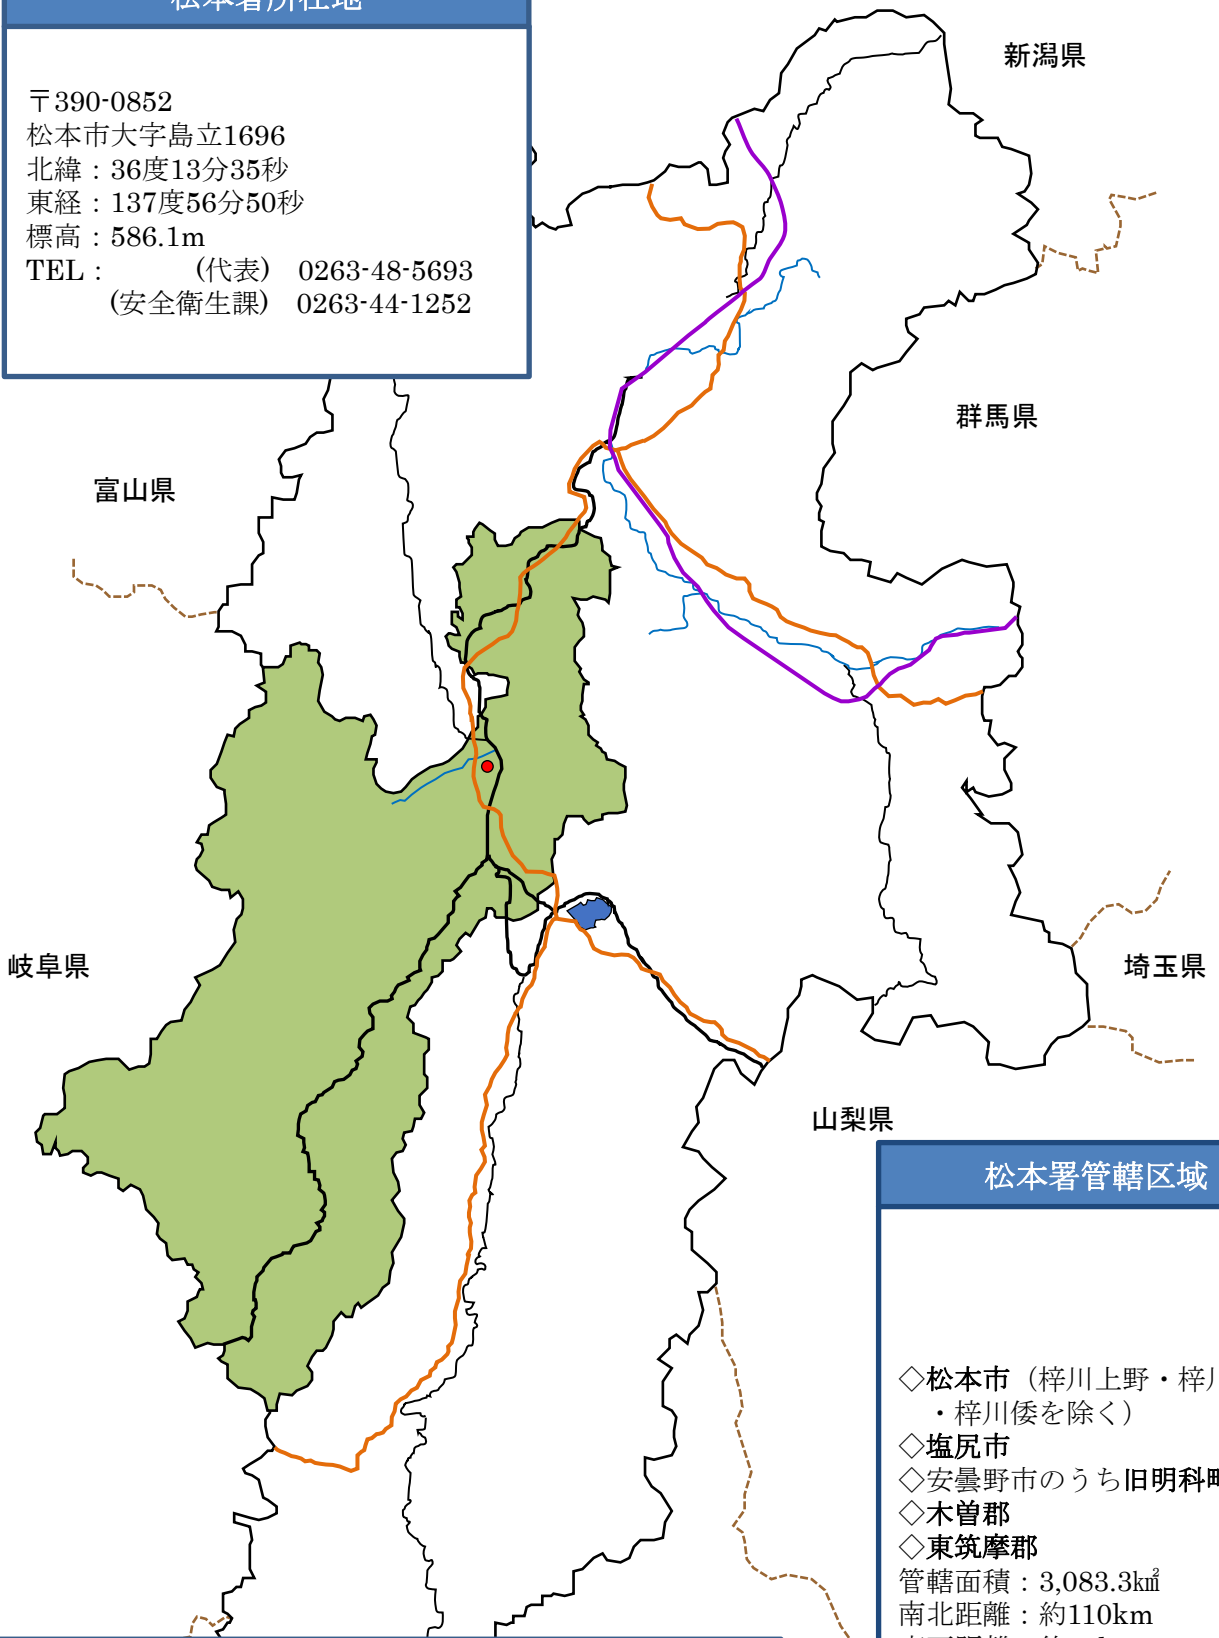 松本署所在地
〒390-0852
松本市大字島立1696
北緯：36度13分35秒
東経：137度56分50秒
標高：586.1m
TEL： (代表) 0263-48-5693
(安全衛生課) 0263-44-1252
新潟県
群馬県
富山県
岐阜県
埼玉県
山梨県
松本署管轄区域
◇松本市（梓川上野・梓川
・梓川倭を除く）
◇塩尻市
◇安曇野市のうち旧明科町
◇木曽郡
◇東筑摩郡
管轄面積：3,083.3㎢
南北距離：約110km